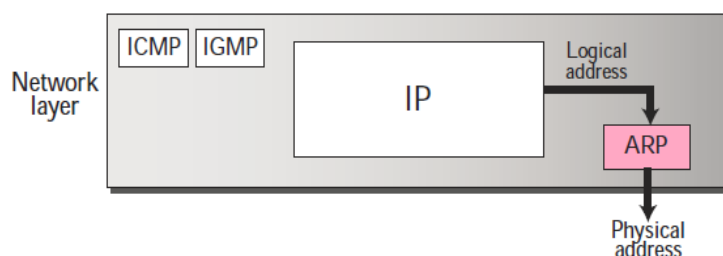 ICMP
IGMP
Network
layer
IP
Logical
address
ARP
Physical
address